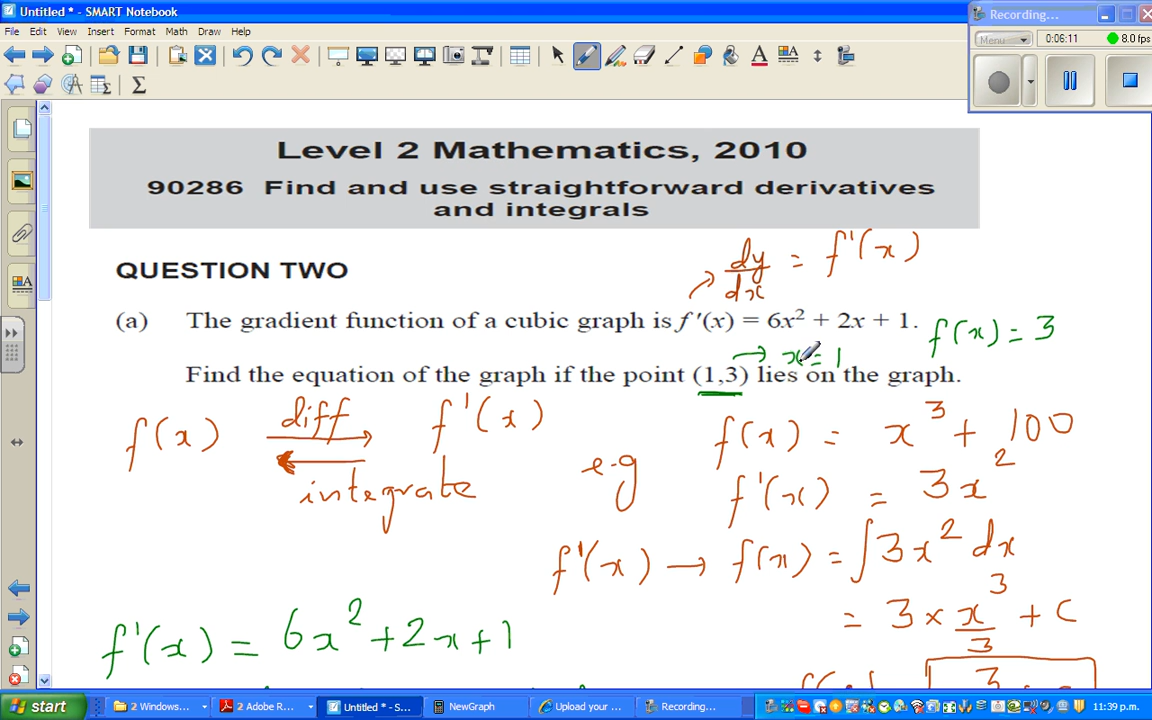 Untitled * - SMART Notebook
Recording...
File Edit View Insert Format Math Draw Help
Menu
0:06:11
8.0 fps
Level 2 Mathematics, 2010
90286 Find and use straightforward derivatives
and integrals
dy/dx = f'(x)
QUESTION TWO
(a) The gradient function of a cubic graph is f ′(x) = 6x² + 2x + 1.
f(x) = 3
→ x = 1
Find the equation of the graph if the point (1,3) lies on the graph.
f(x) diff f'(x)
integrate
e-g f(x) = x³ + 100
f'(x) = 3x²
f'(x) → f(x) = ∫3x² dx
= 3 × x³/3 + C
f'(x) = 6x² + 2x + 1
start
2 Windows...
2 Adobe R...
Untitled * - S...
NewGraph
Upload your ...
Recording...
11:39 p.m.